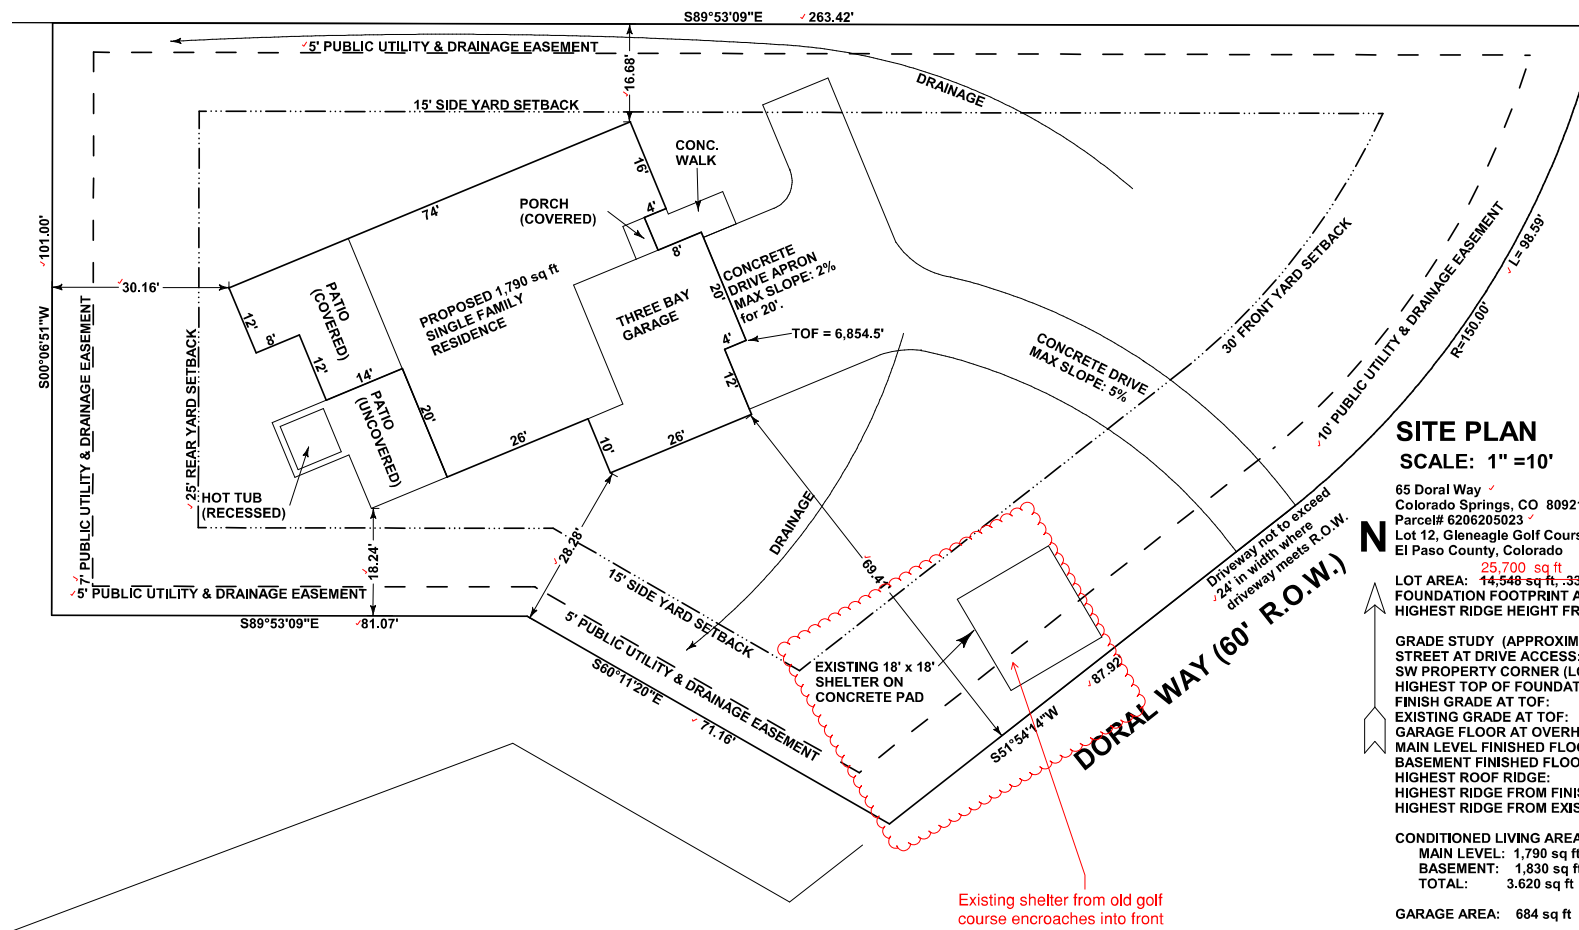 S89°53'09"E 263.42'
5' PUBLIC UTILITY & DRAINAGE EASEMENT
16.68'
DRAINAGE
15' SIDE YARD SETBACK
CONC.
WALK
16'
PORCH
(COVERED)
4'
74'
8'
101.00'
S00°06'51"W
30.16'
7' PUBLIC UTILITY & DRAINAGE EASEMENT
25' REAR YARD SETBACK
PATIO
(COVERED)
12'
8'
12'
14'
PROPOSED 1,790 sq ft
SINGLE FAMILY
RESIDENCE
THREE BAY
GARAGE
20'
CONCRETE
DRIVE APRON
MAX SLOPE: 2%
for 20'.
4'
TOF = 6,854.5'
12'
CONCRETE DRIVE
MAX SLOPE: 5%
30' FRONT YARD SETBACK
10' PUBLIC UTILITY & DRAINAGE EASEMENT
L= 98.59'
R=150.00'
PATIO
(UNCOVERED)
20'
26'
10'
26'
HOT TUB
(RECESSED)
18.24'
28.28'
DRAINAGE
69.41'
5' PUBLIC UTILITY & DRAINAGE EASEMENT
S89°53'09"E 81.07'
15' SIDE YARD SETBACK
5' PUBLIC UTILITY & DRAINAGE EASEMENT
S60°11'20"E
71.16'
EXISTING 18' x 18'
SHELTER ON
CONCRETE PAD
87.92'
S51°54'14"W
Driveway not to exceed
24' in width where
driveway meets R.O.W.
DORAL WAY (60' R.O.W.)
Existing shelter from old golf
course encroaches into front
N
SITE PLAN
SCALE: 1" =10'
65 Doral Way
Colorado Springs, CO 80921
Parcel# 6206205023
Lot 12, Gleneagle Golf Cours
El Paso County, Colorado
25,700 sq ft
LOT AREA: 14,548 sq ft, .33
FOUNDATION FOOTPRINT A
HIGHEST RIDGE HEIGHT FR
GRADE STUDY (APPROXIM
STREET AT DRIVE ACCESS:
SW PROPERTY CORNER (LO
HIGHEST TOP OF FOUNDAT
FINISH GRADE AT TOF:
EXISTING GRADE AT TOF:
GARAGE FLOOR AT OVERH
MAIN LEVEL FINISHED FLOO
BASEMENT FINISHED FLOO
HIGHEST ROOF RIDGE:
HIGHEST RIDGE FROM FINIS
HIGHEST RIDGE FROM EXIS
CONDITIONED LIVING AREA
MAIN LEVEL: 1,790 sq ft
BASEMENT: 1,830 sq ft
TOTAL: 3.620 sq ft
GARAGE AREA: 684 sq ft